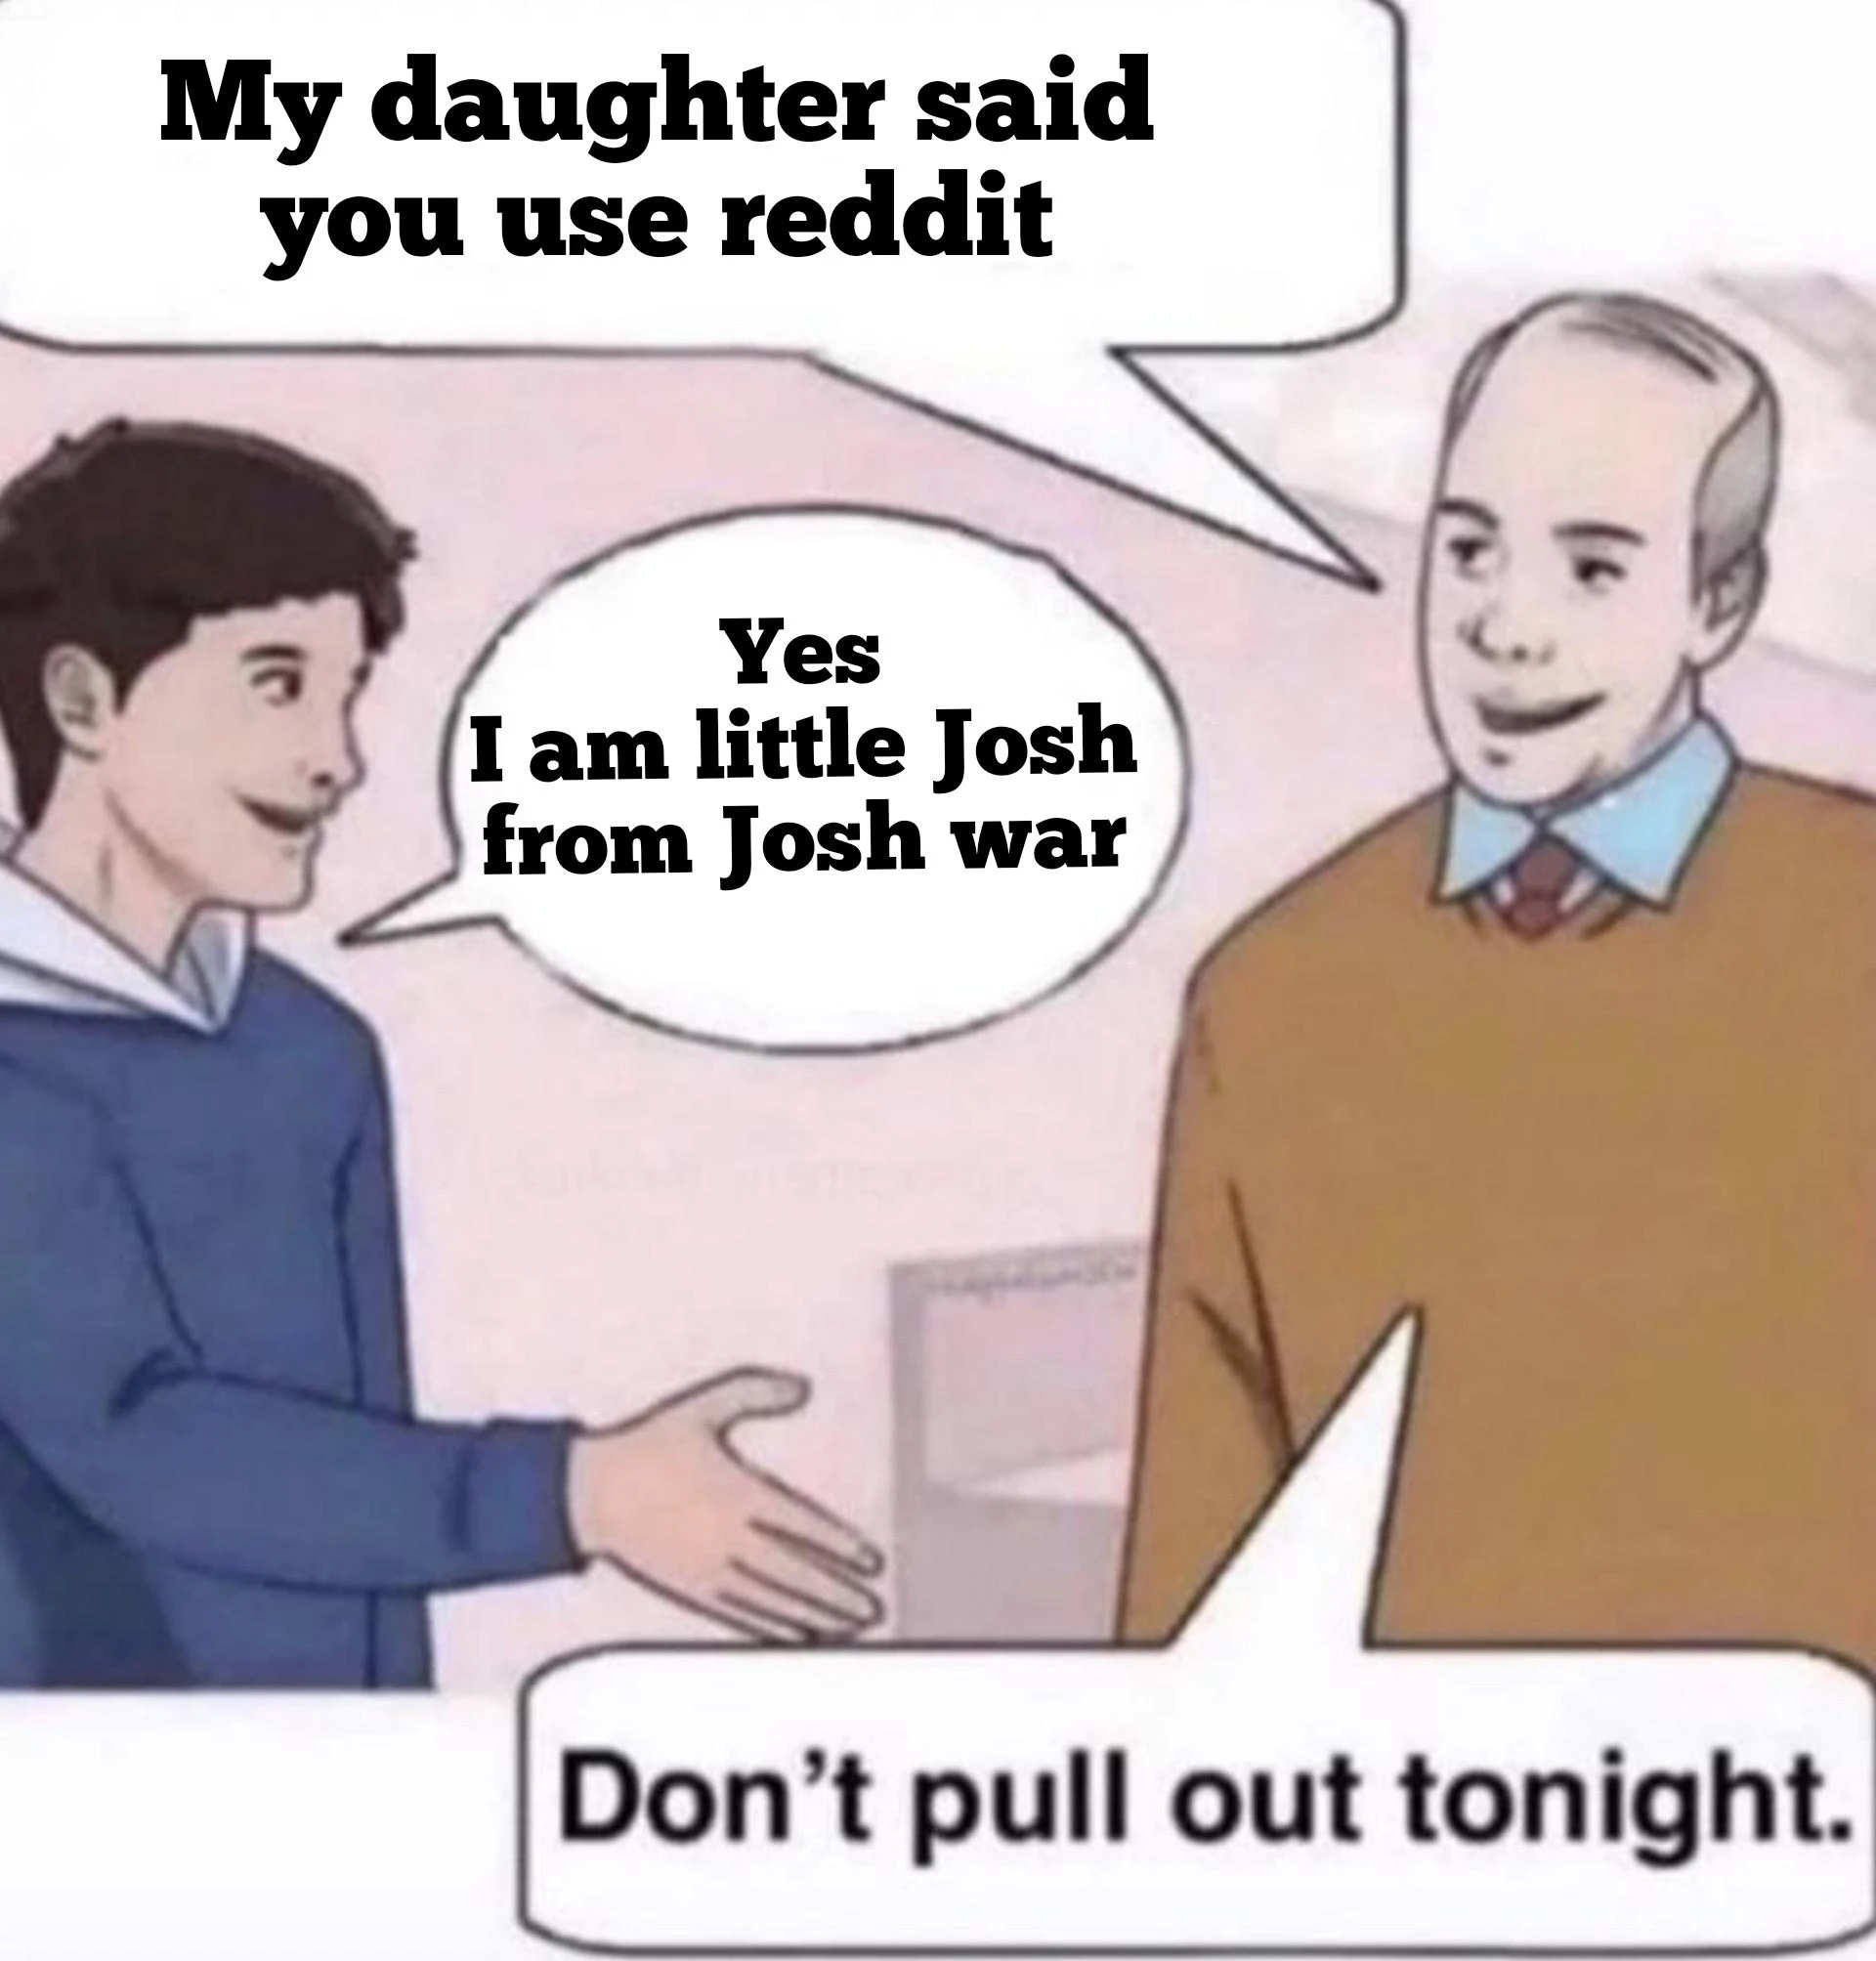 My daughter said
you use reddit
Yes
I am little Josh
from Josh war
Don't pull out tonight.